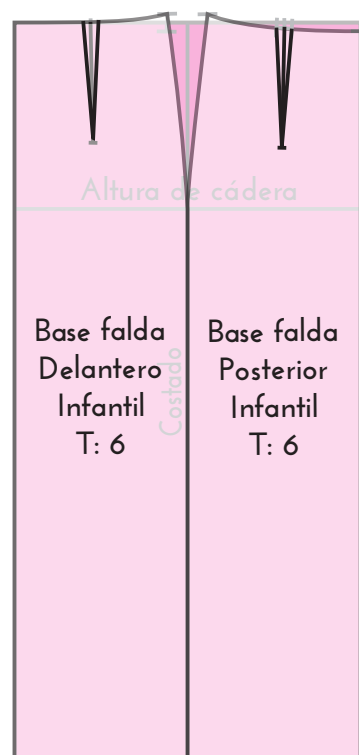 Altura de cádera
Base falda
Delantero
Infantil
T: 6
Costado
Base falda
Posterior
Infantil
T: 6